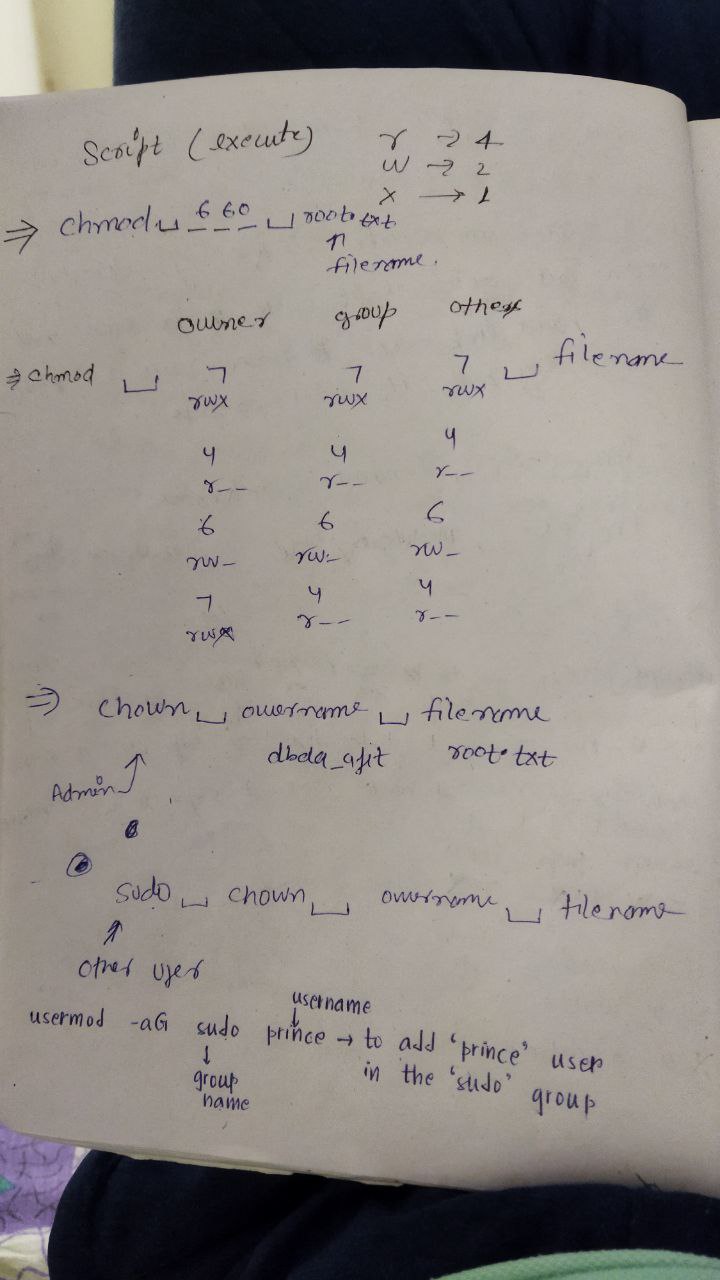 Script (execute) r → 4
w → 2
x → 1
⇒ chmod ␣ 660 ␣ root.txt
↑
filename.
owner group other
⇒ chmod ␣ 7 7 7 ␣ filename
rwx rwx rwx
4 4 4
r-- r-- r--
6 6 6
rw- rw- rw-
7 4 4
rwx r-- r--
⇒ chown ␣ ownername ␣ filename
root.txt
Admin
sudo ␣ chown ␣ ownername ␣ filename
↑
other user
username
↓
usermod -aG sudo prince → to add 'prince' user
↓
in the 'sudo' group
group
name